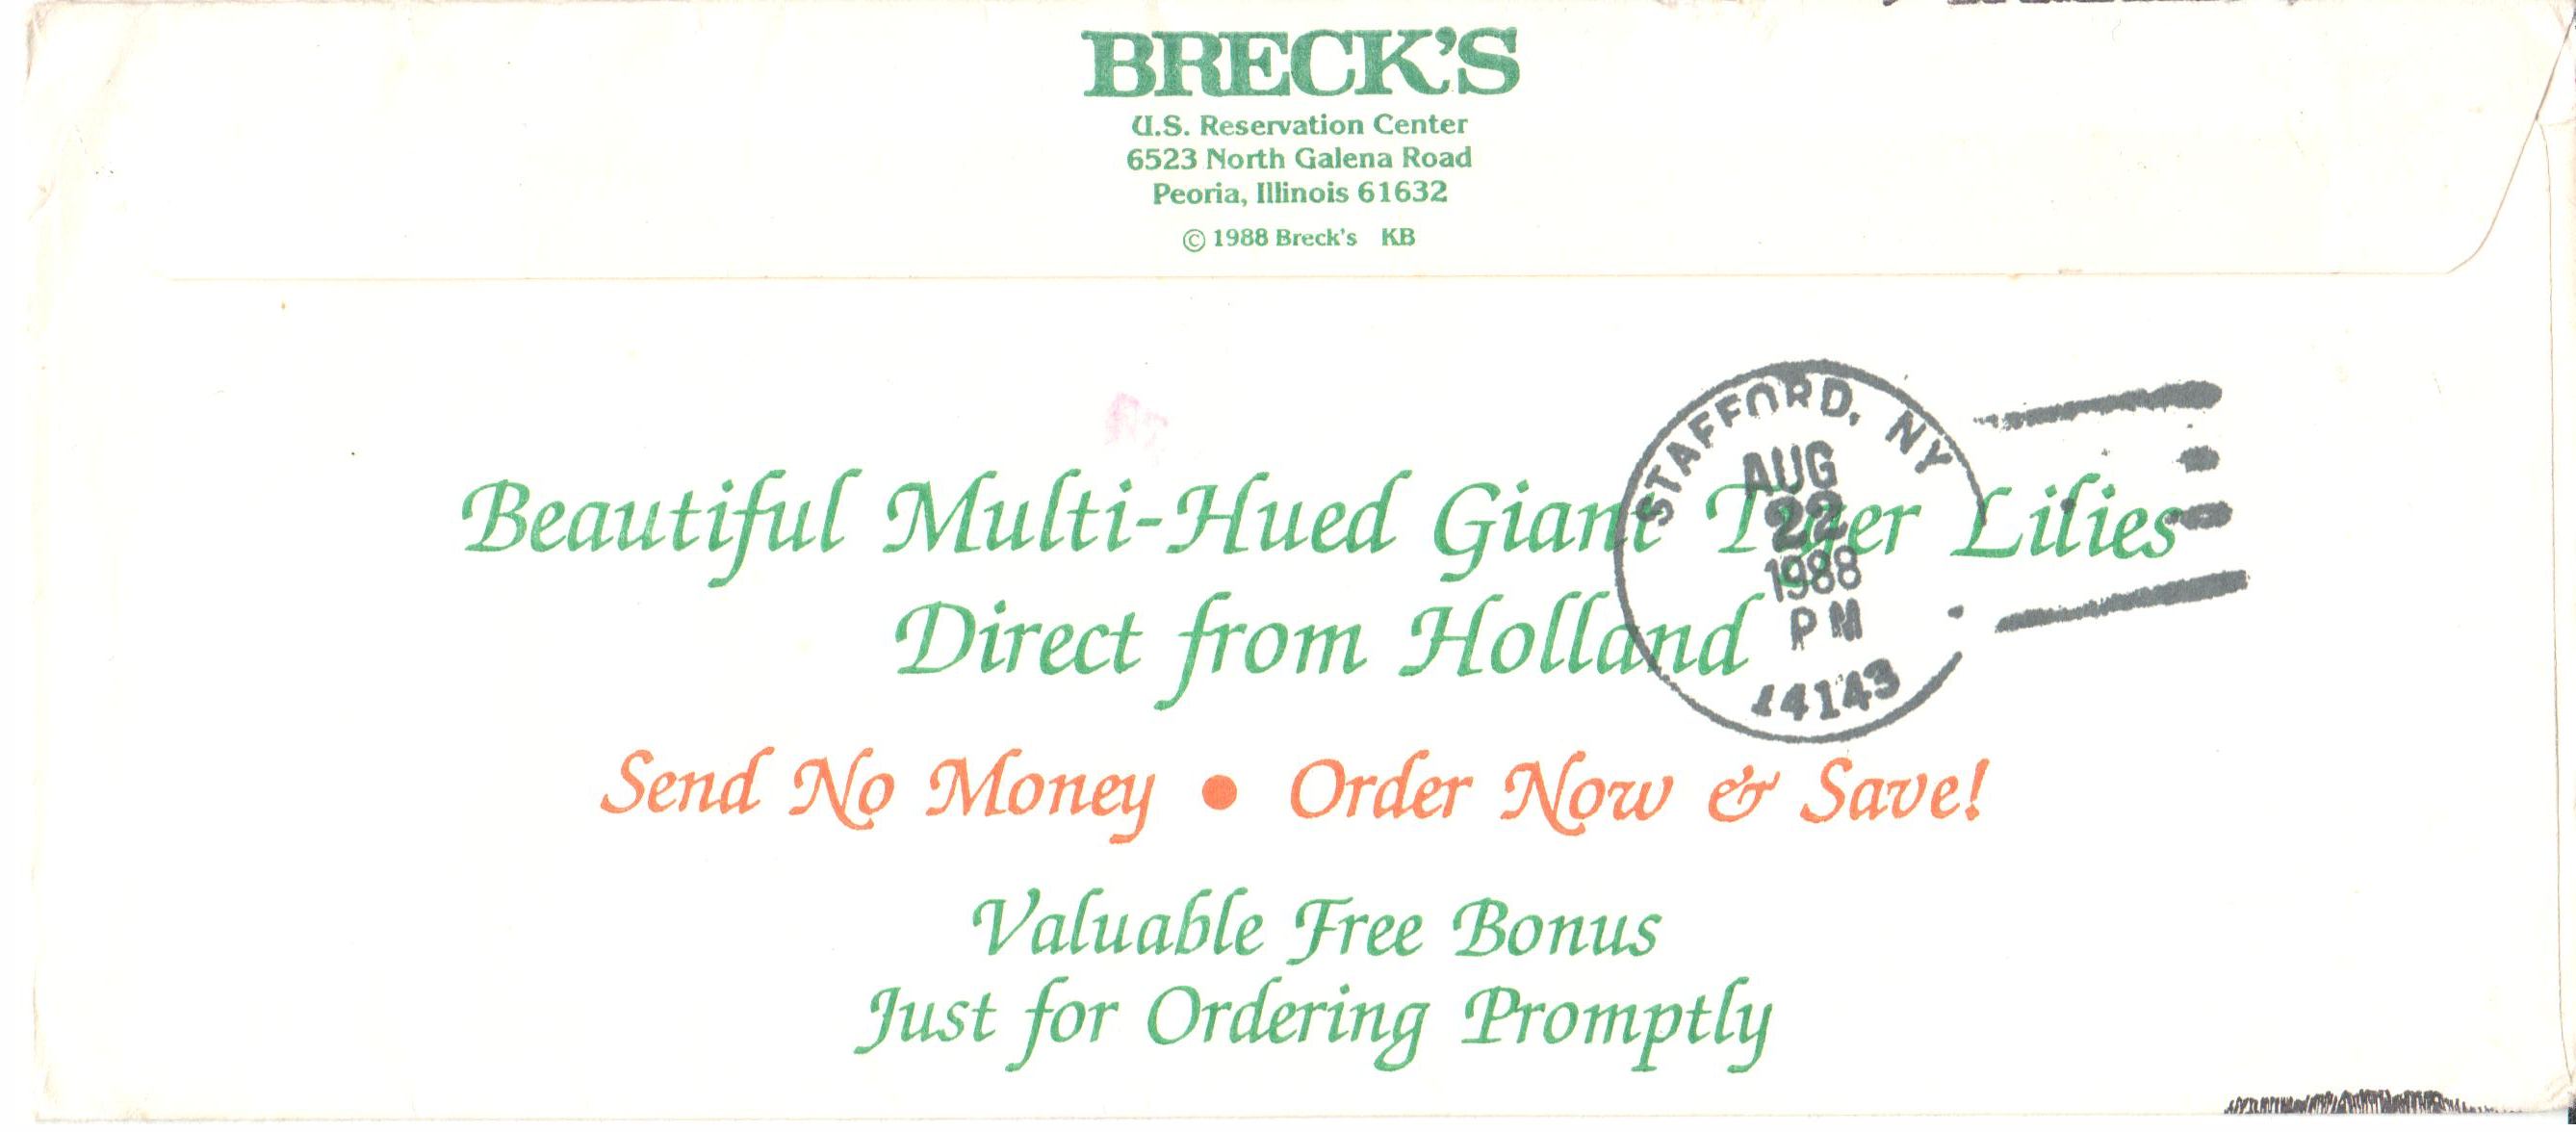 BRECK'S
U.S. Reservation Center
6523 North Galena Road
Peoria, Illinois 61632
© 1988 Breck's KB
STAFFORD, NY
AUG
22
1988
PM
14143
Beautiful Multi-Hued Giant Tiger Lilies
Direct from Holland
Send No Money • Order Now & Save!
Valuable Free Bonus
Just for Ordering Promptly